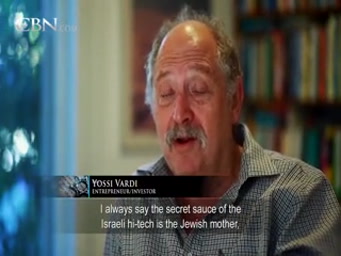 CBN.com
YOSSI VARDI
ENTREPRENEUR/INVESTOR
I always say the secret sauce of the
Israeli hi-tech is the Jewish mother,